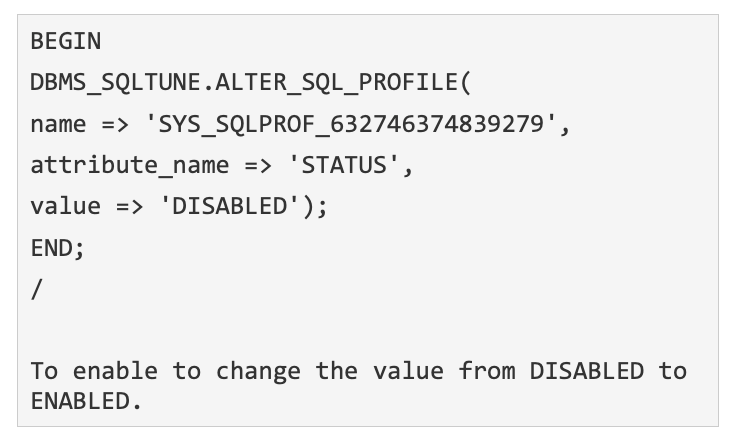 BEGIN
DBMS_SQLTUNE.ALTER_SQL_PROFILE(
name => 'SYS_SQLPROF_632746374839279',
attribute_name => 'STATUS',
value => 'DISABLED');
END;
/
To enable to change the value from DISABLED to
ENABLED.